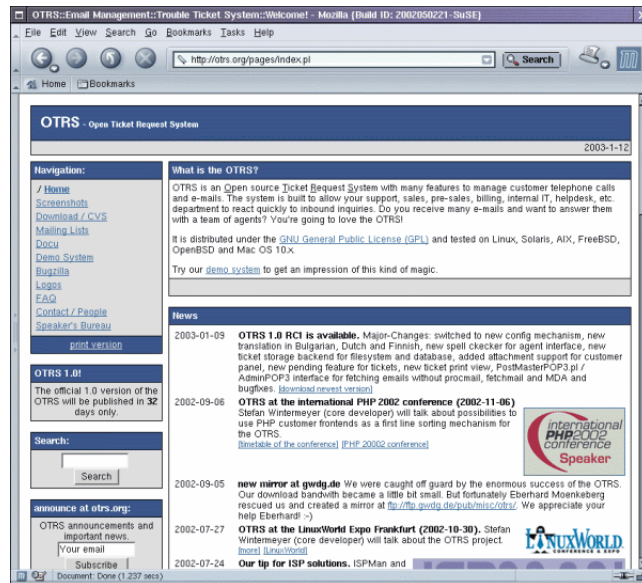 OTRS::Email Management::Trouble Ticket System::Welcome! - Mozilla {Build ID: 2002050221-SuSE}
File Edit View Search Go Bookmarks Tasks Help
http://otrs.org/pages/index.pl
Search
Home Bookmarks
OTRS - Open Ticket Request System
2003-1-12
Navigation:
/ Home
Screenshots
Download / CVS
Mailing Lists
Docu
Demo System
Bugzilla
Logos
FAQ
Contact / People
Speaker's Bureau
print version
OTRS 1.0!
The official 1.0 version of the
OTRS will be published in 32
days only.
Search:
Search
announce at otrs.org:
OTRS announcements and
important news.
Your email
Subscribe
What is the OTRS?
OTRS is an Open source Ticket Request System with many features to manage customer telephone calls
and e-mails. The system is built to allow your support, sales, pre-sales, billing, internal IT, helpdesk, etc.
department to react quickly to inbound inquiries. Do you receive many e-mails and want to answer them
with a team of agents? You're going to love the OTRS!
It is distributed under the GNU General Public License (GPL) and tested on Linux, Solaris, AIX, FreeBSD,
OpenBSD and Mac OS 10.x.
Try our demo system to get an impression of this kind of magic.
News
2003-01-09 OTRS 1.0 RC1 is available. Major-Changes: switched to new config mechanism, new
translation in Bulgarian, Dutch and Finnish, new spell ckecker for agent interface, new
ticket storage backend for filesystem and database, added attachment support for customer
panel, new pending feature for tickets, new ticket print view, PostMasterPOP3.pl /
AdminPOP3 interface for fetching emails without procmail, fetchmail and MDA and
bugfixes. [download newest version]
2002-09-06 OTRS at the international PHP 2002 conference (2002-11-06)
Stefan Wintermeyer (core developer) will talk about possibilities to
use PHP customer frontends as a first line sorting mechanism for
the OTRS.
[timetable of the conference] [PHP 20002 conference]
international
PHP2002
conference
Speaker
2002-09-05 new mirror at gwdg.de We were caught off guard by the enormous success of the OTRS.
Our download bandwith became a little bit small. But fortunately Eberhard Moenkeberg
rescued us and created a mirror at ftp://ftp.gwdg.de/pub/misc/otrs/. We appreciate your
help Eberhard! :-)
2002-07-27 OTRS at the LinuxWorld Expo Frankfurt (2002-10-30). Stefan
Wintermeyer (core developer) will talk about the OTRS project.
[more] [LinuxWorld]
LINUXWORLD
CONFERENCE & EXPO
2002-07-24 Our tip for ISP solutions. ISPMan and
Document: Done (1.237 secs)